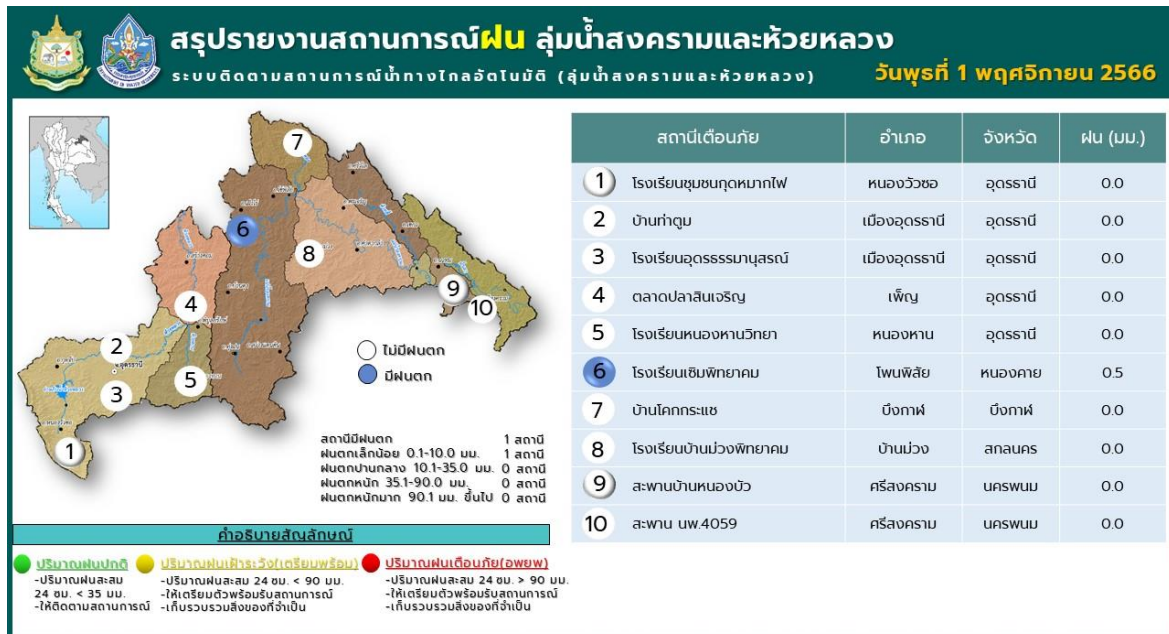 สรุปรายงานสถานการณ์ฝน ลุ่มน้ำสงครามและห้วยหลวง
ระบบติดตามสถานการณ์น้ำทางไกลอัตโนมัติ (ลุ่มน้ำสงครามและห้วยหลวง)
วันพุธที่ 1 พฤศจิกายน 2566
7
6
8
9
10
4
2
5
3
1
อ.อุดรธานี
ไม่มีฝนตก
มีฝนตก
สถานีมีฝนตก 1 สถานี
ฝนตกเล็กน้อย 0.1-10.0 มม. 1 สถานี
ฝนตกปานกลาง 10.1-35.0 มม. 0 สถานี
ฝนตกหนัก 35.1-90.0 มม. 0 สถานี
ฝนตกหนักมาก 90.1 มม. ขึ้นไป 0 สถานี
สถานีเตือนภัย อำเภอ จังหวัด ฝน (มม.)
1 โรงเรียนชุมชนกุดหมากไฟ หนองวัวซอ อุดรธานี 0.0
2 บ้านท่าตูม เมืองอุดรธานี อุดรธานี 0.0
3 โรงเรียนอุดรธรรมานุสรณ์ เมืองอุดรธานี อุดรธานี 0.0
4 ตลาดปลาสินเจริญ เพ็ญ อุดรธานี 0.0
5 โรงเรียนหนองหานวิทยา หนองหาน อุดรธานี 0.0
6 โรงเรียนเซิมพิทยาคม โพนพิสัย หนองคาย 0.5
7 บ้านโคกกระแซ บึงกาฬ บึงกาฬ 0.0
8 โรงเรียนบ้านม่วงพิทยาคม บ้านม่วง สกลนคร 0.0
9 สะพานบ้านหนองบัว ศรีสงคราม นครพนม 0.0
10 สะพาน นพ.4059 ศรีสงคราม นครพนม 0.0
คำอธิบายสัญลักษณ์
ปริมาณฝนปกติ
-ปริมาณฝนสะสม
24 ชม. < 35 มม.
-ให้ติดตามสถานการณ์
ปริมาณฝนเฝ้าระวัง(เตรียมพร้อม)
-ปริมาณฝนสะสม 24 ชม. < 90 มม.
-ให้เตรียมตัวพร้อมรับสถานการณ์
-เก็บรวบรวมสิ่งของที่จำเป็น
ปริมาณฝนเตือนภัย(อพยพ)
-ปริมาณฝนสะสม 24 ชม. > 90 มม.
-ให้เตรียมตัวพร้อมรับสถานการณ์
-เก็บรวบรวมสิ่งของที่จำเป็น